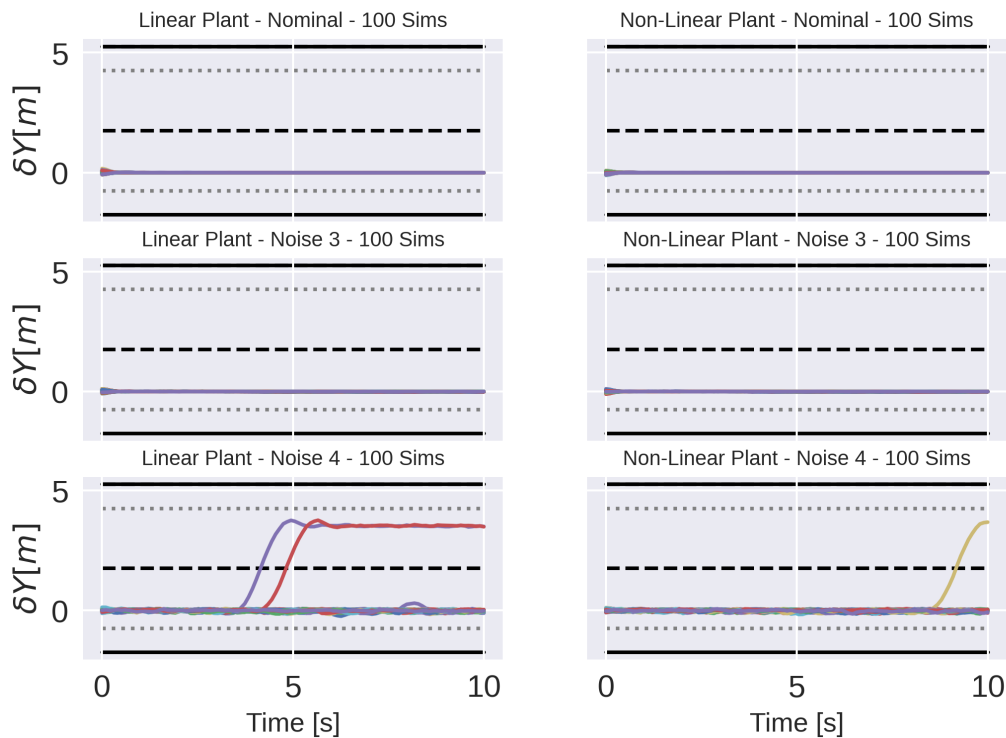 Linear Plant - Nominal - 100 Sims
Non-Linear Plant - Nominal - 100 Sims
5
0
δY[m]
Linear Plant - Noise 3 - 100 Sims
Non-Linear Plant - Noise 3 - 100 Sims
5
0
δY[m]
Linear Plant - Noise 4 - 100 Sims
Non-Linear Plant - Noise 4 - 100 Sims
5
0
δY[m]
0 5 10
0 5 10
Time [s]
Time [s]